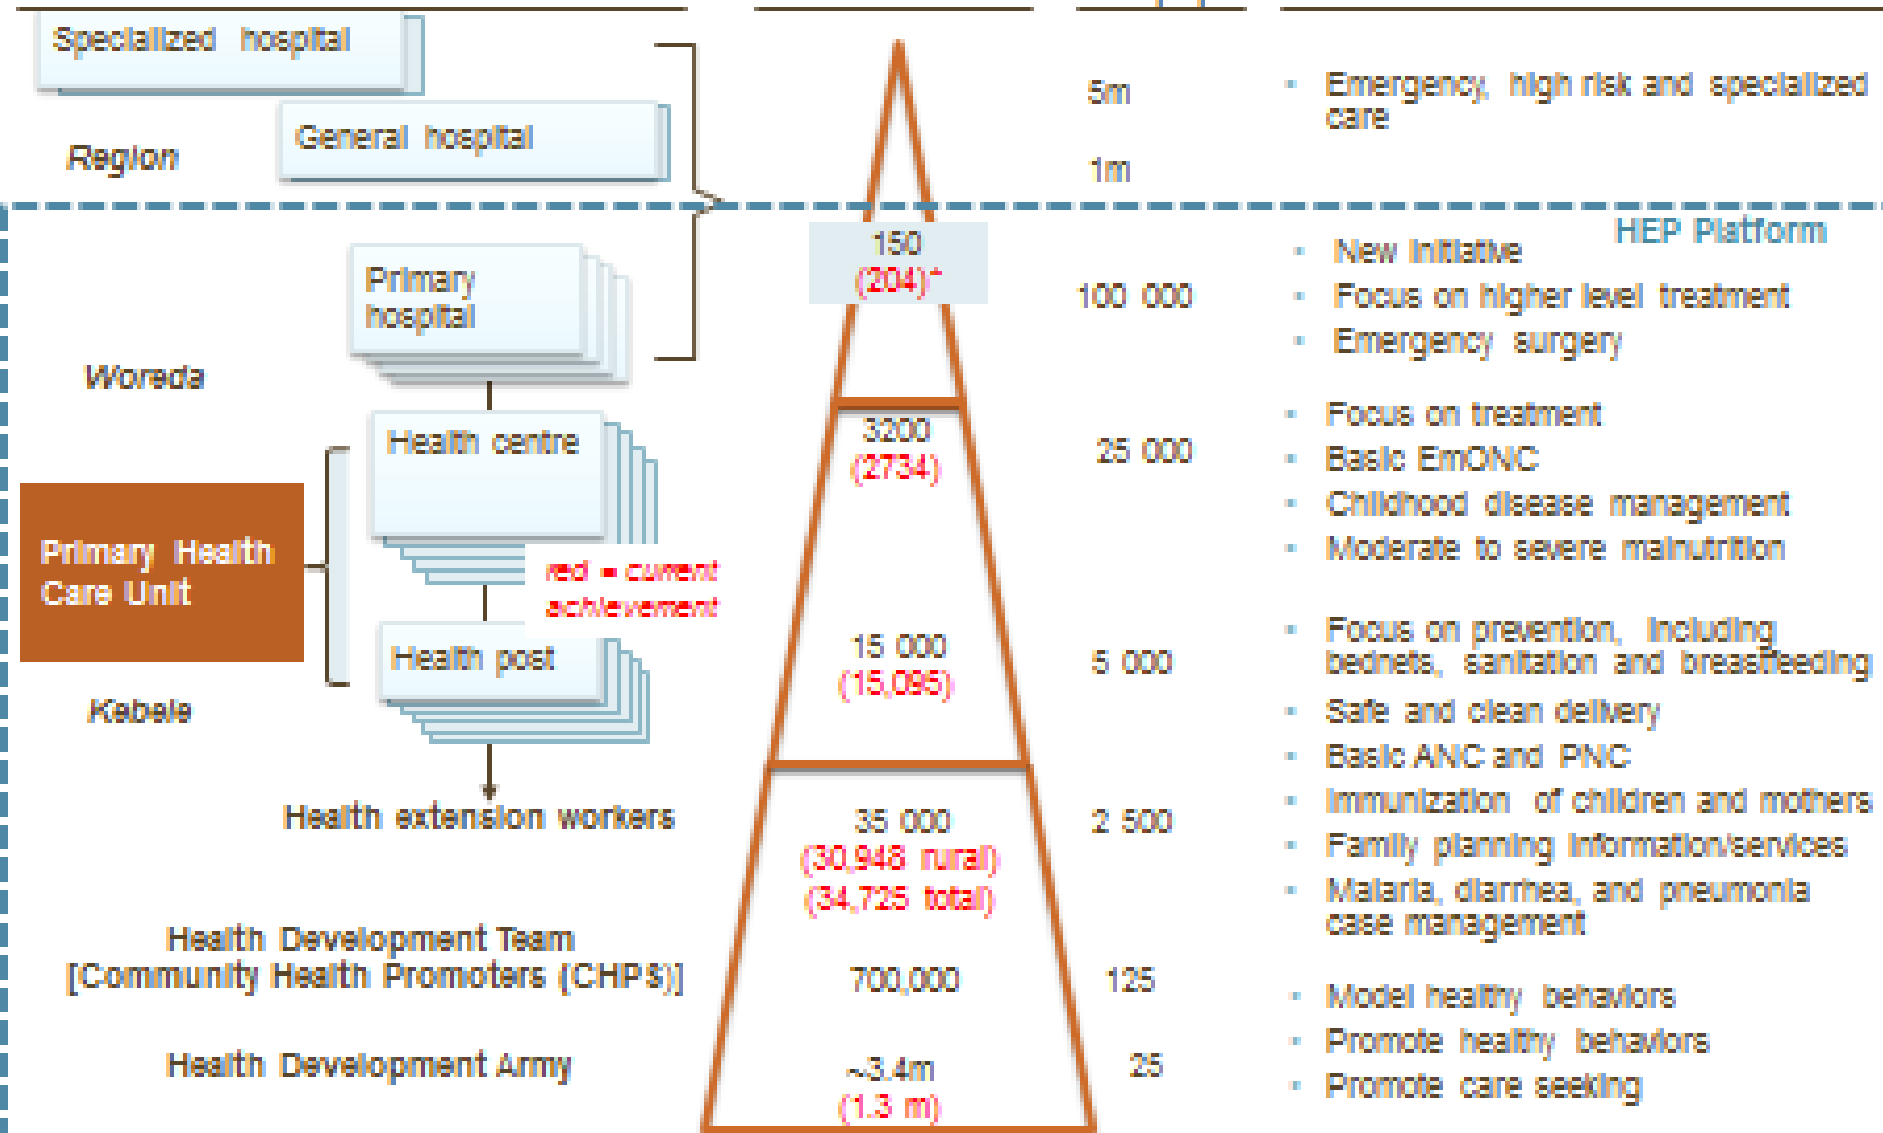 Specialized hospital
General hospital
Region
5m
1m
Emergency, high risk and specialized
care
HEP Platform
Primary
hospital
Woreda
150
(204)*
100 000
New Initiative
Focus on higher level treatment
Emergency surgery
Health centre
3200
(2734)
25 000
Focus on treatment
Basic EmONC
Childhood disease management
Moderate to severe malnutrition
Primary Health
Care Unit
red = current
achievement
Health post
Kebele
15 000
(15,095)
5 000
Focus on prevention, including
bednets, sanitation and breastfeeding
Safe and clean delivery
Basic ANC and PNC
Immunization of children and mothers
Family planning information/services
Malaria, diarrhea, and pneumonia
case management
Health extension workers
35 000
(30,948 rural)
(34,725 total)
2 500
Health Development Team
[Community Health Promoters (CHPS)]
700,000
125
Model healthy behaviors
Promote healthy behaviors
Promote care seeking
Health Development Army
~3.4m
(1.3 m)
25